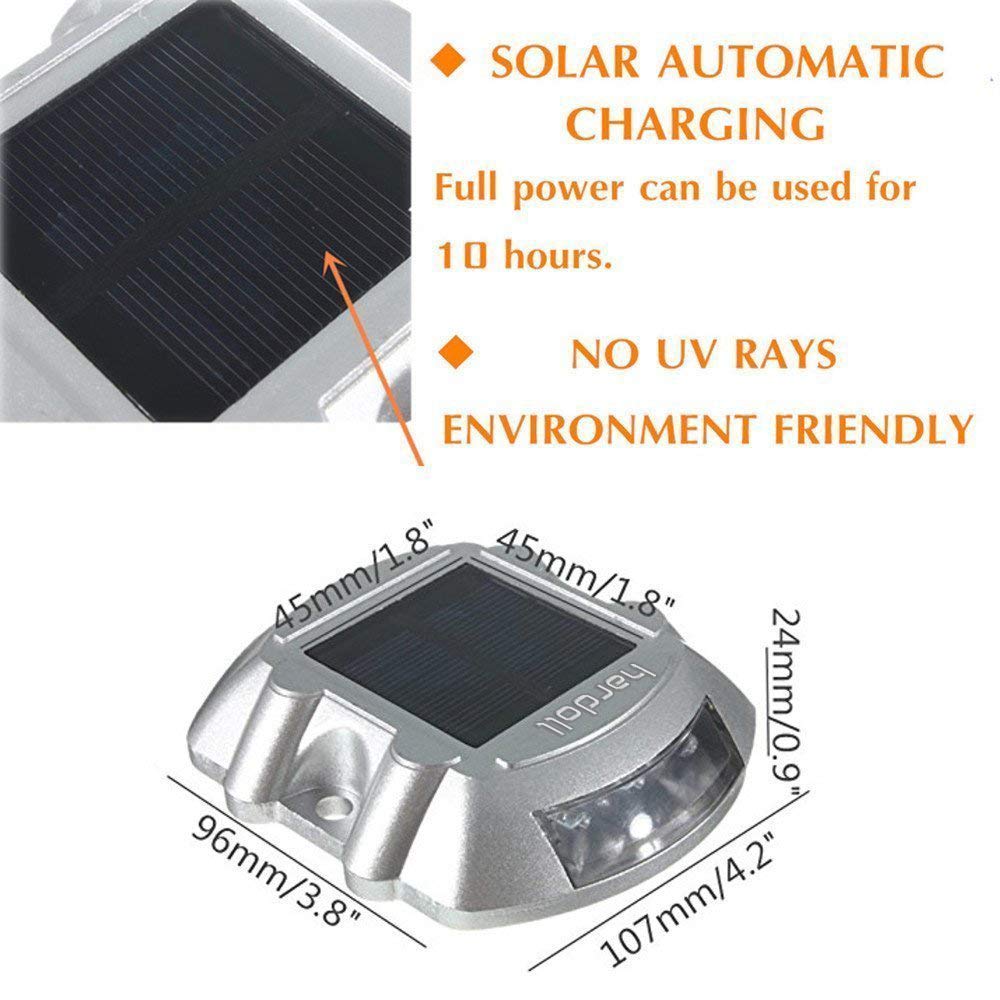 ◆ SOLAR AUTOMATIC
CHARGING
Full power can be used for
10 hours.
◆ NO UV RAYS
ENVIRONMENT FRIENDLY
45mm/1.8"
45mm/1.8"
24mm/0.9"
hardoll
96mm/3.8"
107mm/4.2"